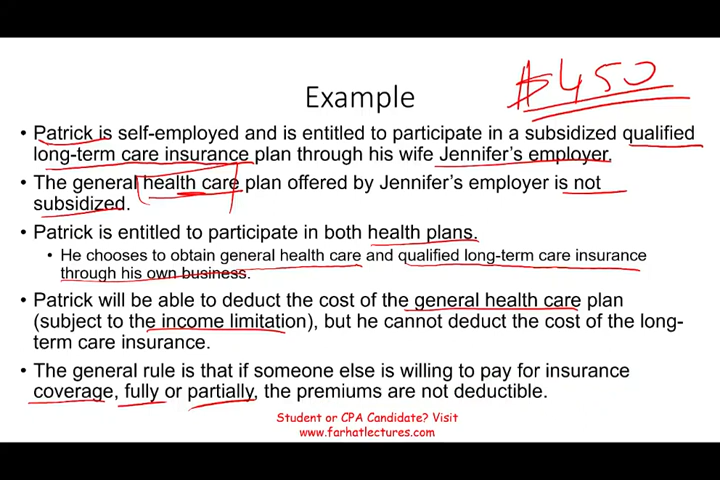 $450
Example
• Patrick is self-employed and is entitled to participate in a subsidized qualified
long-term care insurance plan through his wife Jennifer's employer.
• The general health care plan offered by Jennifer's employer is not
subsidized.
• Patrick is entitled to participate in both health plans.
• He chooses to obtain general health care and qualified long-term care insurance
through his own business.
• Patrick will be able to deduct the cost of the general health care plan
(subject to the income limitation), but he cannot deduct the cost of the long-
term care insurance.
• The general rule is that if someone else is willing to pay for insurance
coverage, fully or partially, the premiums are not deductible.
Student or CPA Candidate? Visit
www.farhatlectures.com